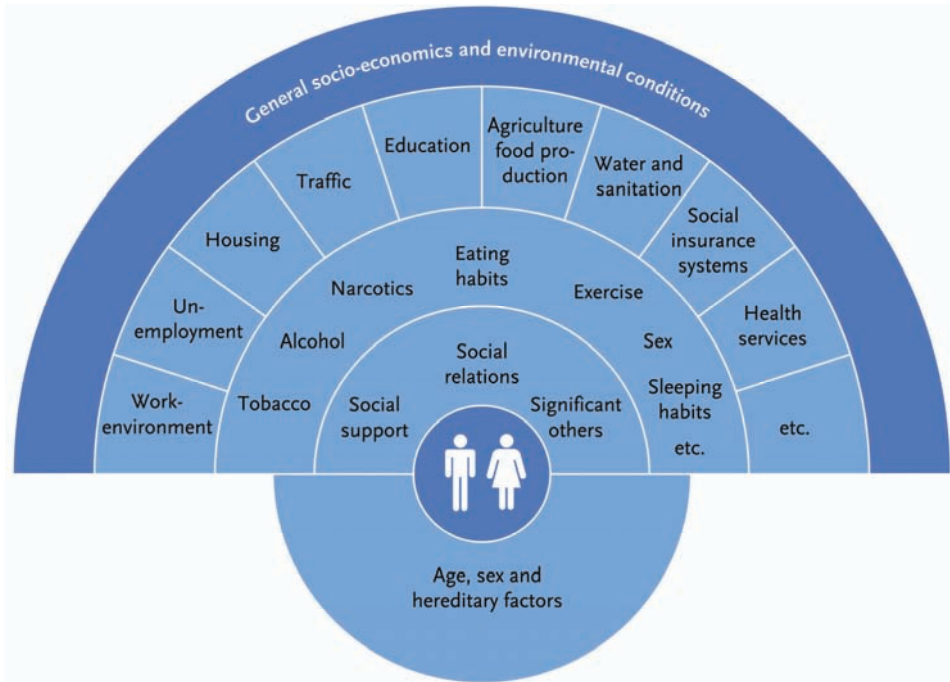 General socio-economics and environmental conditions
Work-
environment
Un-
employment
Housing
Traffic
Education
Agriculture
food pro-
duction
Water and
sanitation
Social
insurance
systems
Health
services
etc.
Tobacco
Alcohol
Narcotics
Eating
habits
Exercise
Sex
Sleeping
habits
etc.
Social
support
Social
relations
Significant
others
Age, sex and
hereditary factors